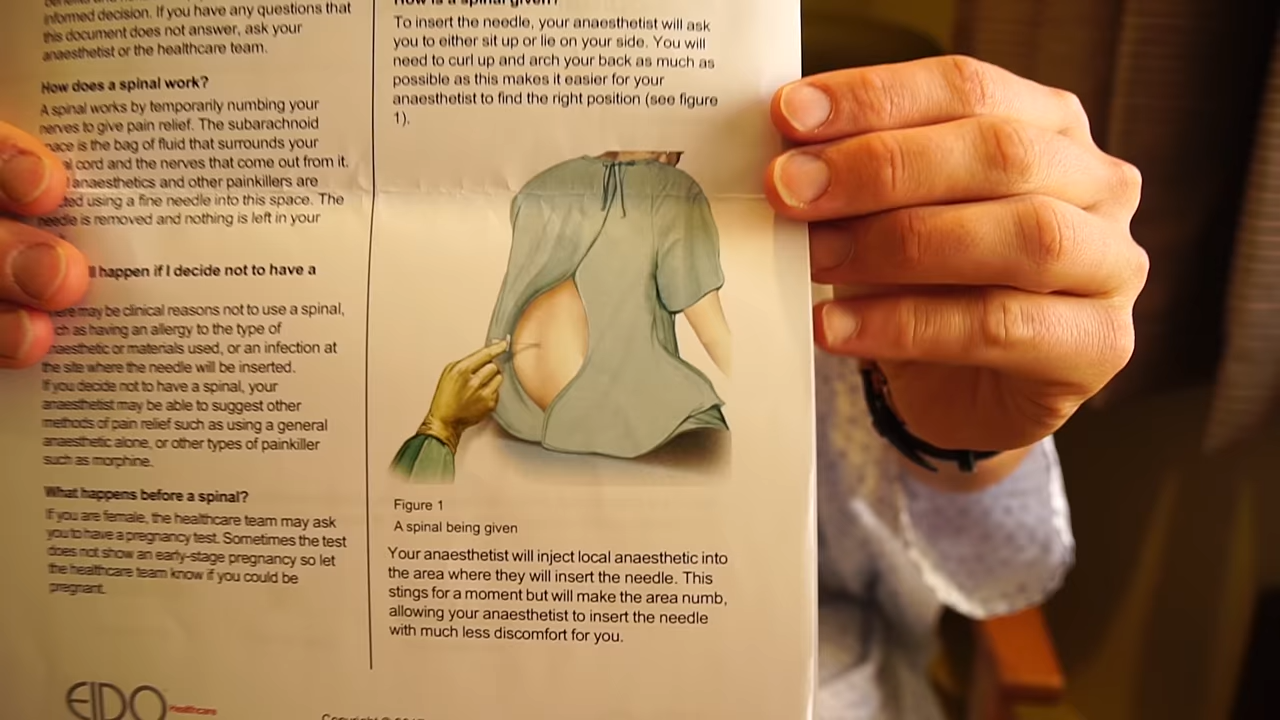 informed decision. If you have any questions that
this document does not answer, ask your
anaesthetist or the healthcare team.
How does a spinal work?
A spinal works by temporarily numbing your
nerves to give pain relief. The subarachnoid
is the bag of fluid that surrounds your
cord and the nerves that come out from it.
anaesthetics and other painkillers are
using a fine needle into this space. The
needle is removed and nothing is left in your
happen if I decide not to have a
may be clinical reasons not to use a spinal,
as having an allergy to the type of
anaesthetic or materials used, or an infection at
the site where the needle will be inserted.
If you decide not to have a spinal, your
anaesthetist may be able to suggest other
methods of pain relief such as using a general
anaesthetic alone, or other types of painkiller
such as morphine.
What happens before a spinal?
If you are female, the healthcare team may ask
you to have a pregnancy test. Sometimes the test
does not show an early-stage pregnancy so let
the healthcare team know if you could be
pregnant.
EIDO Healthcare
How is a spinal given?
To insert the needle, your anaesthetist will ask
you to either sit up or lie on your side. You will
need to curl up and arch your back as much as
possible as this makes it easier for your
anaesthetist to find the right position (see figure
1).
Figure 1
A spinal being given
Your anaesthetist will inject local anaesthetic into
the area where they will insert the needle. This
stings for a moment but will make the area numb,
allowing your anaesthetist to insert the needle
with much less discomfort for you.
Copyright ©